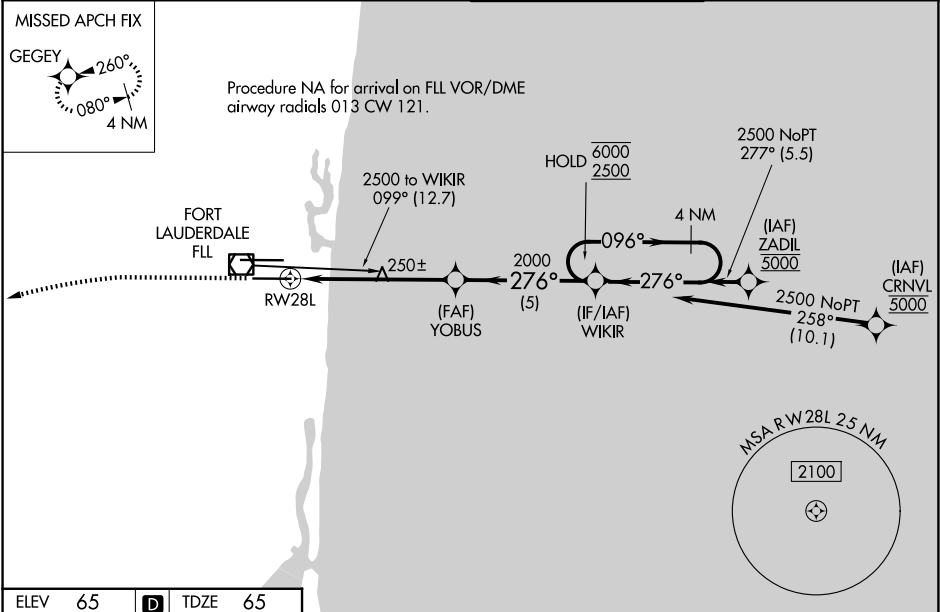 MISSED APCH FIX
GEGEY
260°
080°
4 NM
Procedure NA for arrival on FLL VOR/DME
airway radials 013 CW 121.
2500 NoPT
277° (5.5)
HOLD 6000
2500
2500 to WIKIR
099° (12.7)
4 NM
FORT
LAUDERDALE
FLL
096°
(IAF)
ZADIL
5000
(IAF)
CRNVL
5000
250±
2000
276°
(5)
276°
RW28L
(FAF)
YOBUS
(IF/IAF)
WIKIR
2500 NoPT
258°
(10.1)
MSA RW28L 25 NM
2100
ELEV 65 D TDZE 65